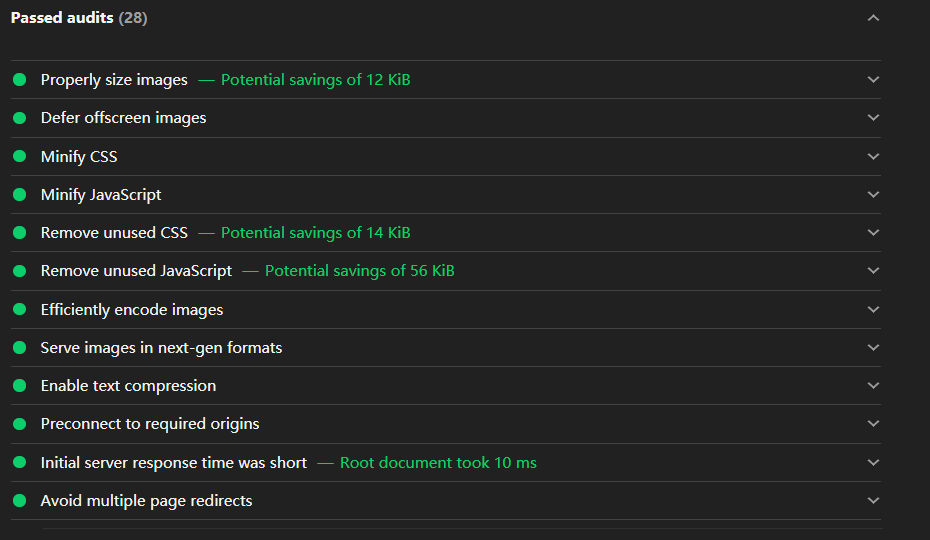 Passed audits (28)
Properly size images — Potential savings of 12 KiB
Defer offscreen images
Minify CSS
Minify JavaScript
Remove unused CSS — Potential savings of 14 KiB
Remove unused JavaScript — Potential savings of 56 KiB
Efficiently encode images
Serve images in next-gen formats
Enable text compression
Preconnect to required origins
Initial server response time was short — Root document took 10 ms
Avoid multiple page redirects